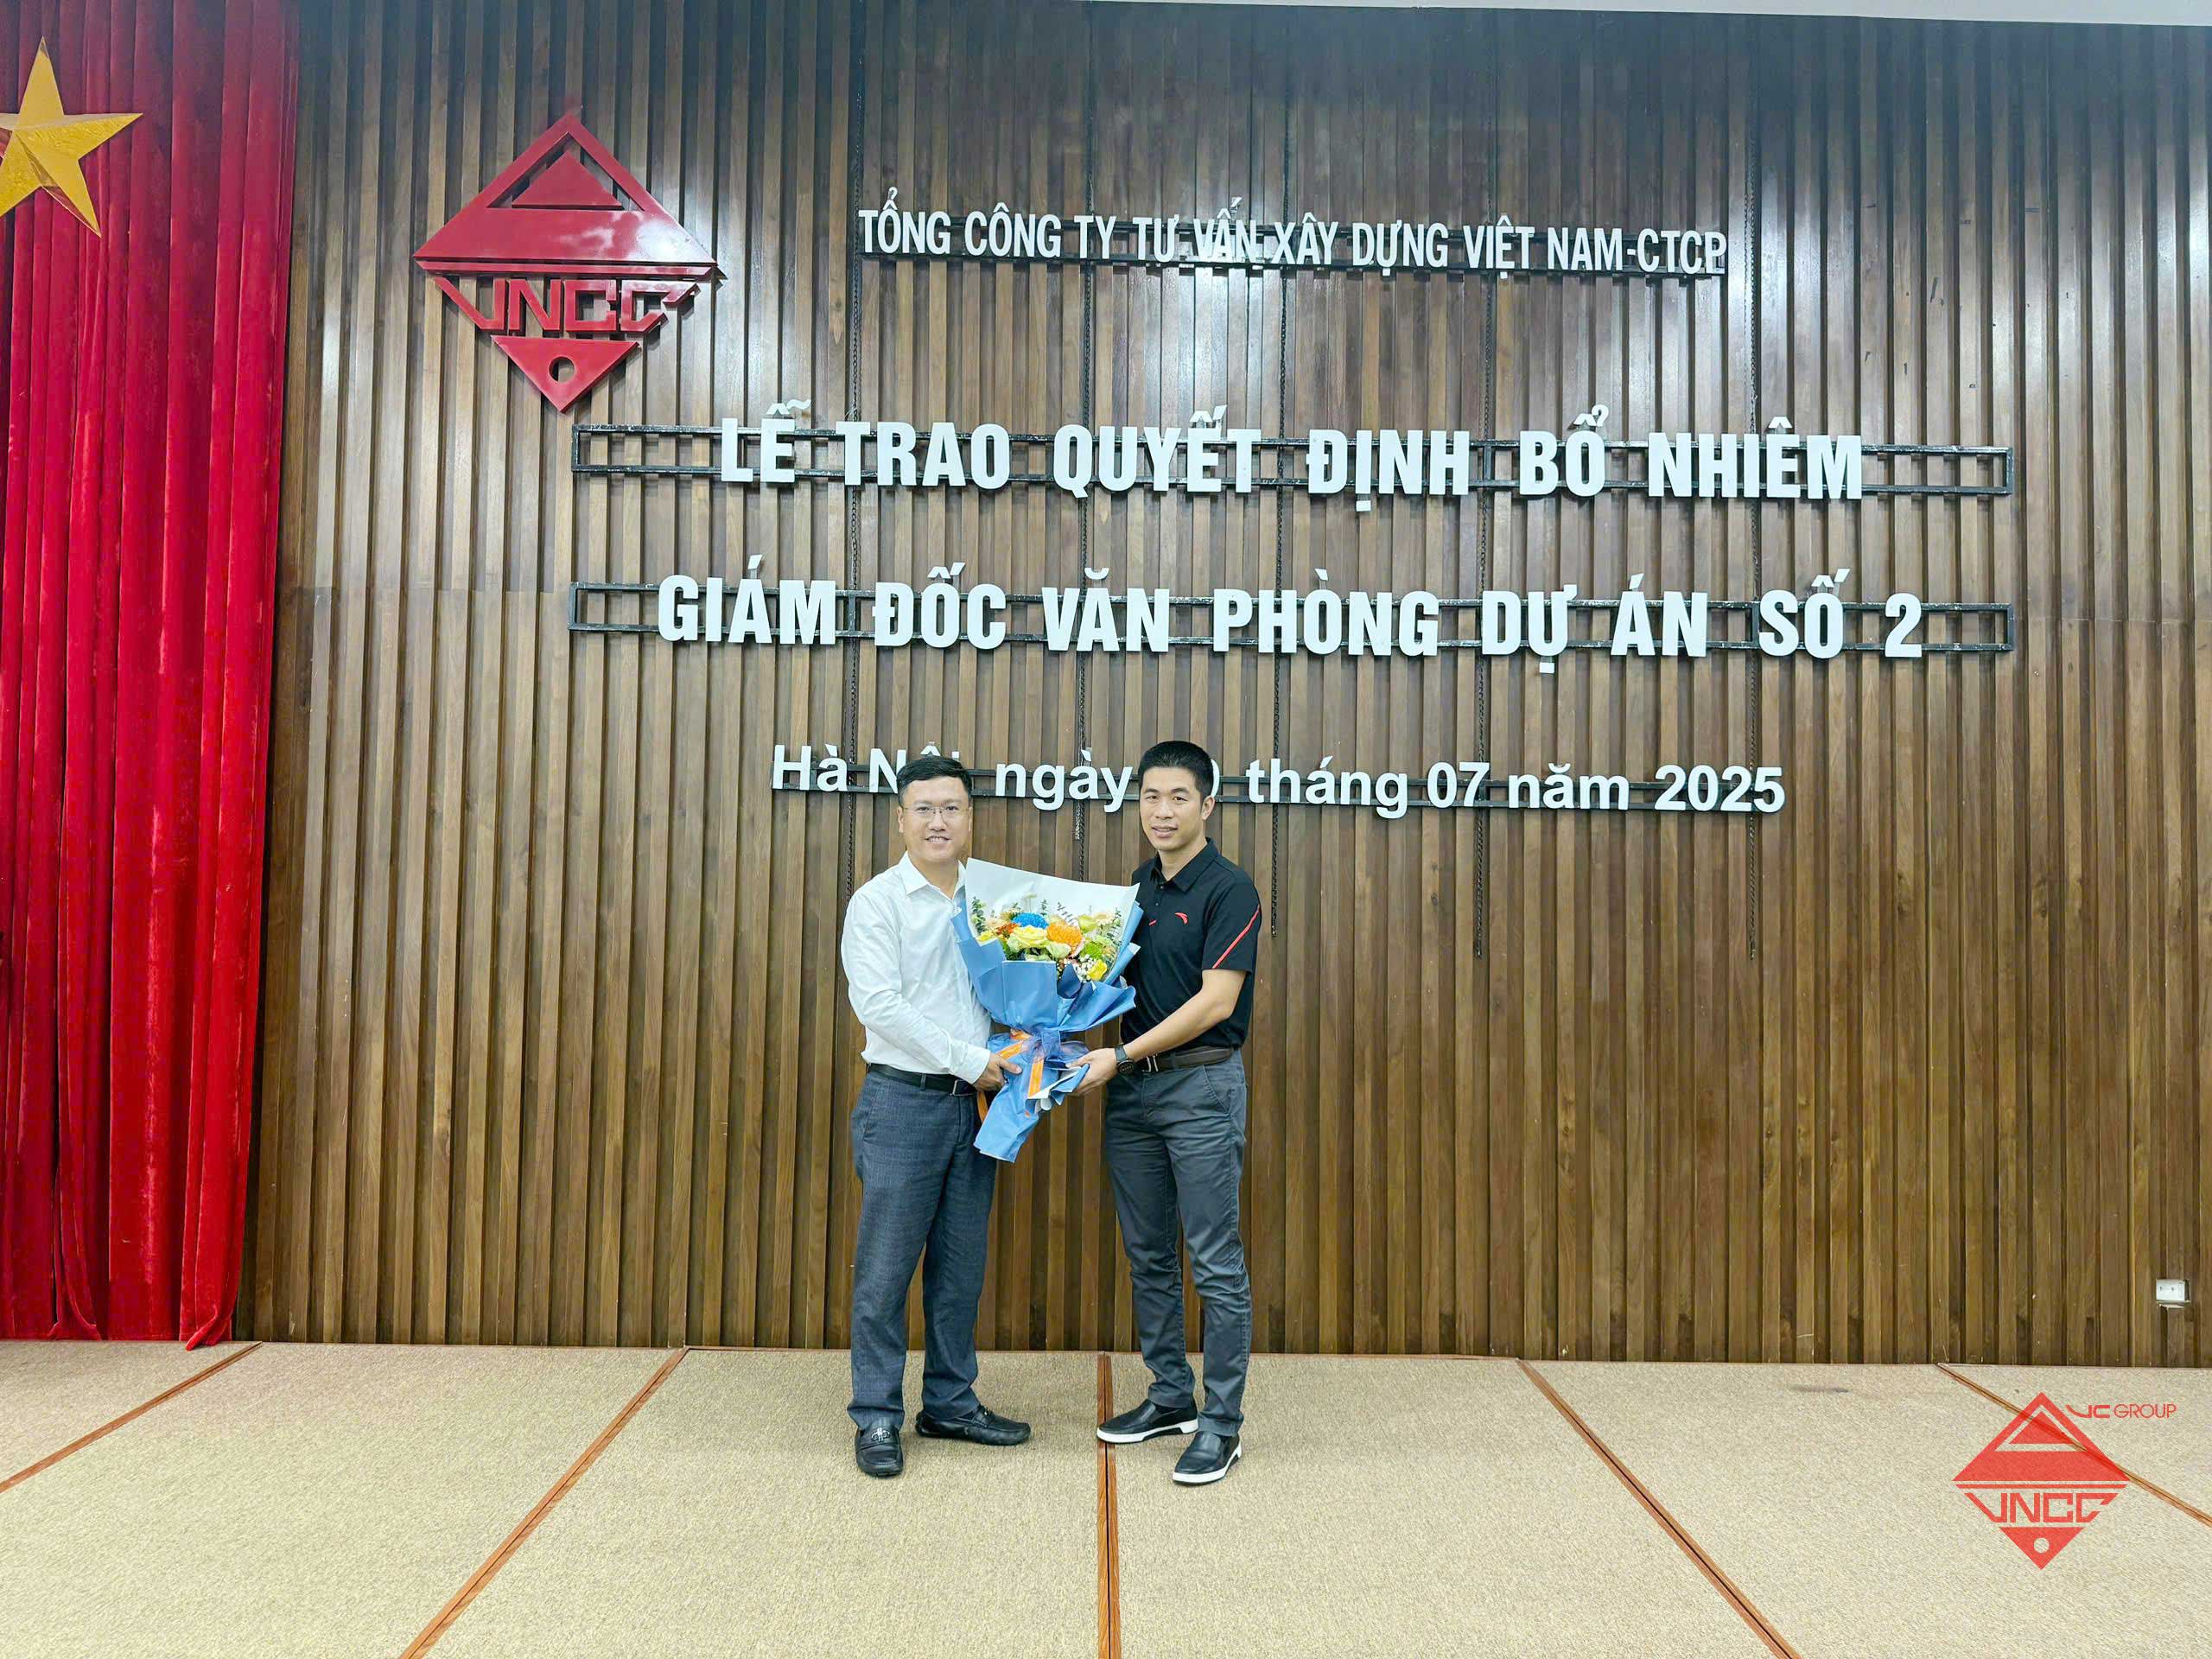 VNCC
TỔNG CÔNG TY TƯ VẤN XÂY DỰNG VIỆT NAM-CTCP
LỄ TRAO QUYẾT ĐỊNH BỔ NHIÊM
GIÁM ĐỐC VĂN PHÒNG DỰ ÁN SỐ 2
Hà ngày tháng 07 năm 2025
VC GROUP
VNCC